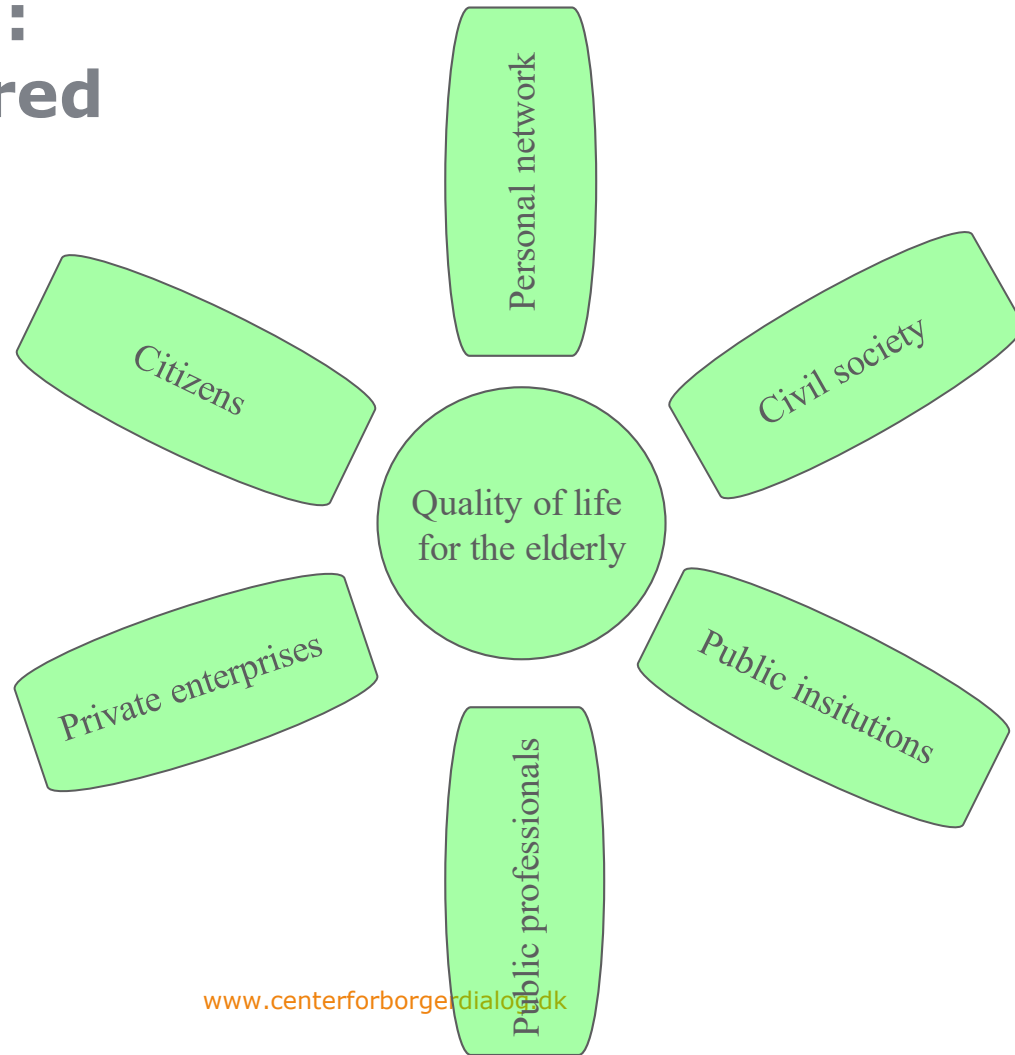 :
red
Personal network
Citizens
Civil society
Quality of life
for the elderly
Private enterprises
Public insitutions
Public professionals
www.centerforborgerdialog.dk